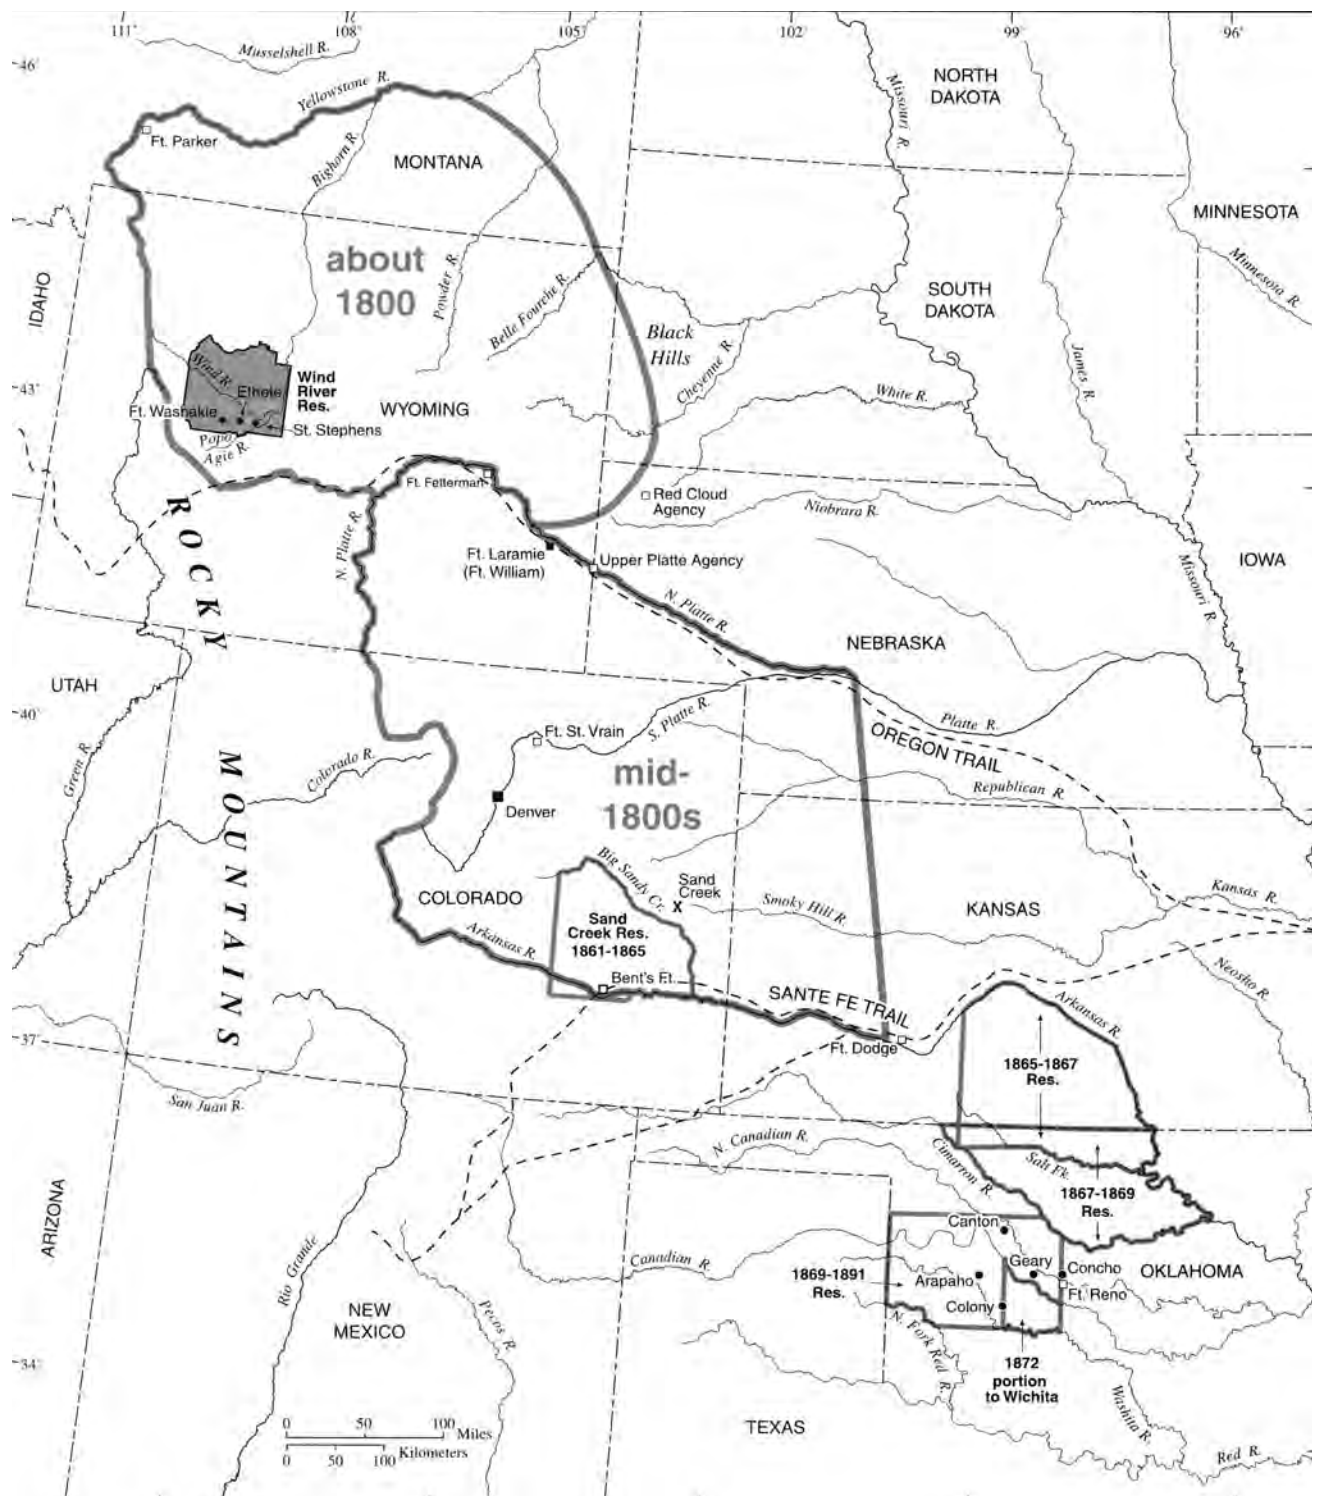 111°
108°
105°
102°
99°
96°
46°
Musselshell R.
Yellowstone R.
Missouri R.
NORTH
DAKOTA
Ft. Parker
Bighorn R.
MONTANA
MINNESOTA
Minnesota R.
IDAHO
about
1800
Powder R.
Belle Fourche R.
Black
Hills
SOUTH
DAKOTA
James R.
Cheyenne R.
43°
Wind R.
Ethete
Wind
River
Res.
Ft. Washakie
St. Stephens
Popo
Agie R.
WYOMING
White R.
Ft. Fetterman
Red Cloud
Agency
Niobrara R.
N. Platte R.
Ft. Laramie
(Ft. William)
Upper Platte Agency
IOWA
Missouri R.
ROCKY
MOUNTAINS
N. Platte R.
NEBRASKA
UTAH
40°
Green R.
Colorado R.
Ft. St. Vrain
S. Platte R.
Platte R.
OREGON TRAIL
mid-
1800s
Republican R.
Denver
COLORADO
Big Sandy Cr.
Sand
Creek
X
Smoky Hill R.
KANSAS
Kansas R.
Sand
Creek Res.
1861-1865
Arkansas R.
Bent's Ft.
SANTE FE TRAIL
Neosho R.
37°
Ft. Dodge
Arkansas R.
1865-1867
Res.
San Juan R.
N. Canadian R.
Cimarron R.
Salt Fk.
1867-1869
Res.
ARIZONA
Rio Grande
Canadian R.
Canton
1869-1891
Res.
Arapaho
Geary
Concho
OKLAHOMA
Ft. Reno
Colony
NEW
MEXICO
Pecos R.
N. Fork Red R.
34°
1872
portion
to Wichita
Washita R.
TEXAS
Red R.
0 50 100 Miles
0 50 100 Kilometers